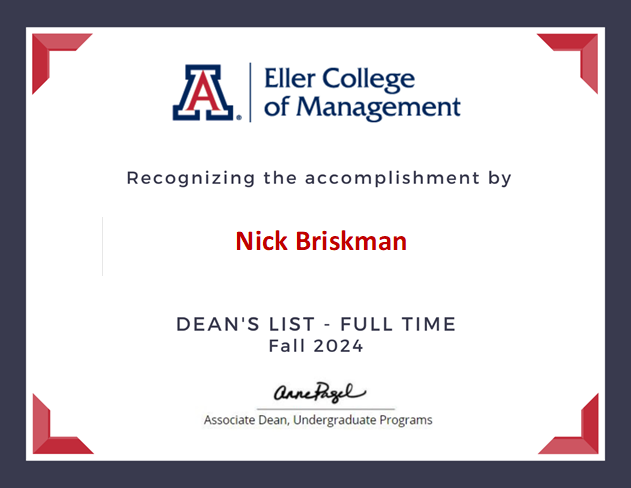 A
Eller College
of Management
Recognizing the accomplishment by
Nick Briskman
DEAN'S LIST - FULL TIME
Fall 2024
Anne Pagel
Associate Dean, Undergraduate Programs